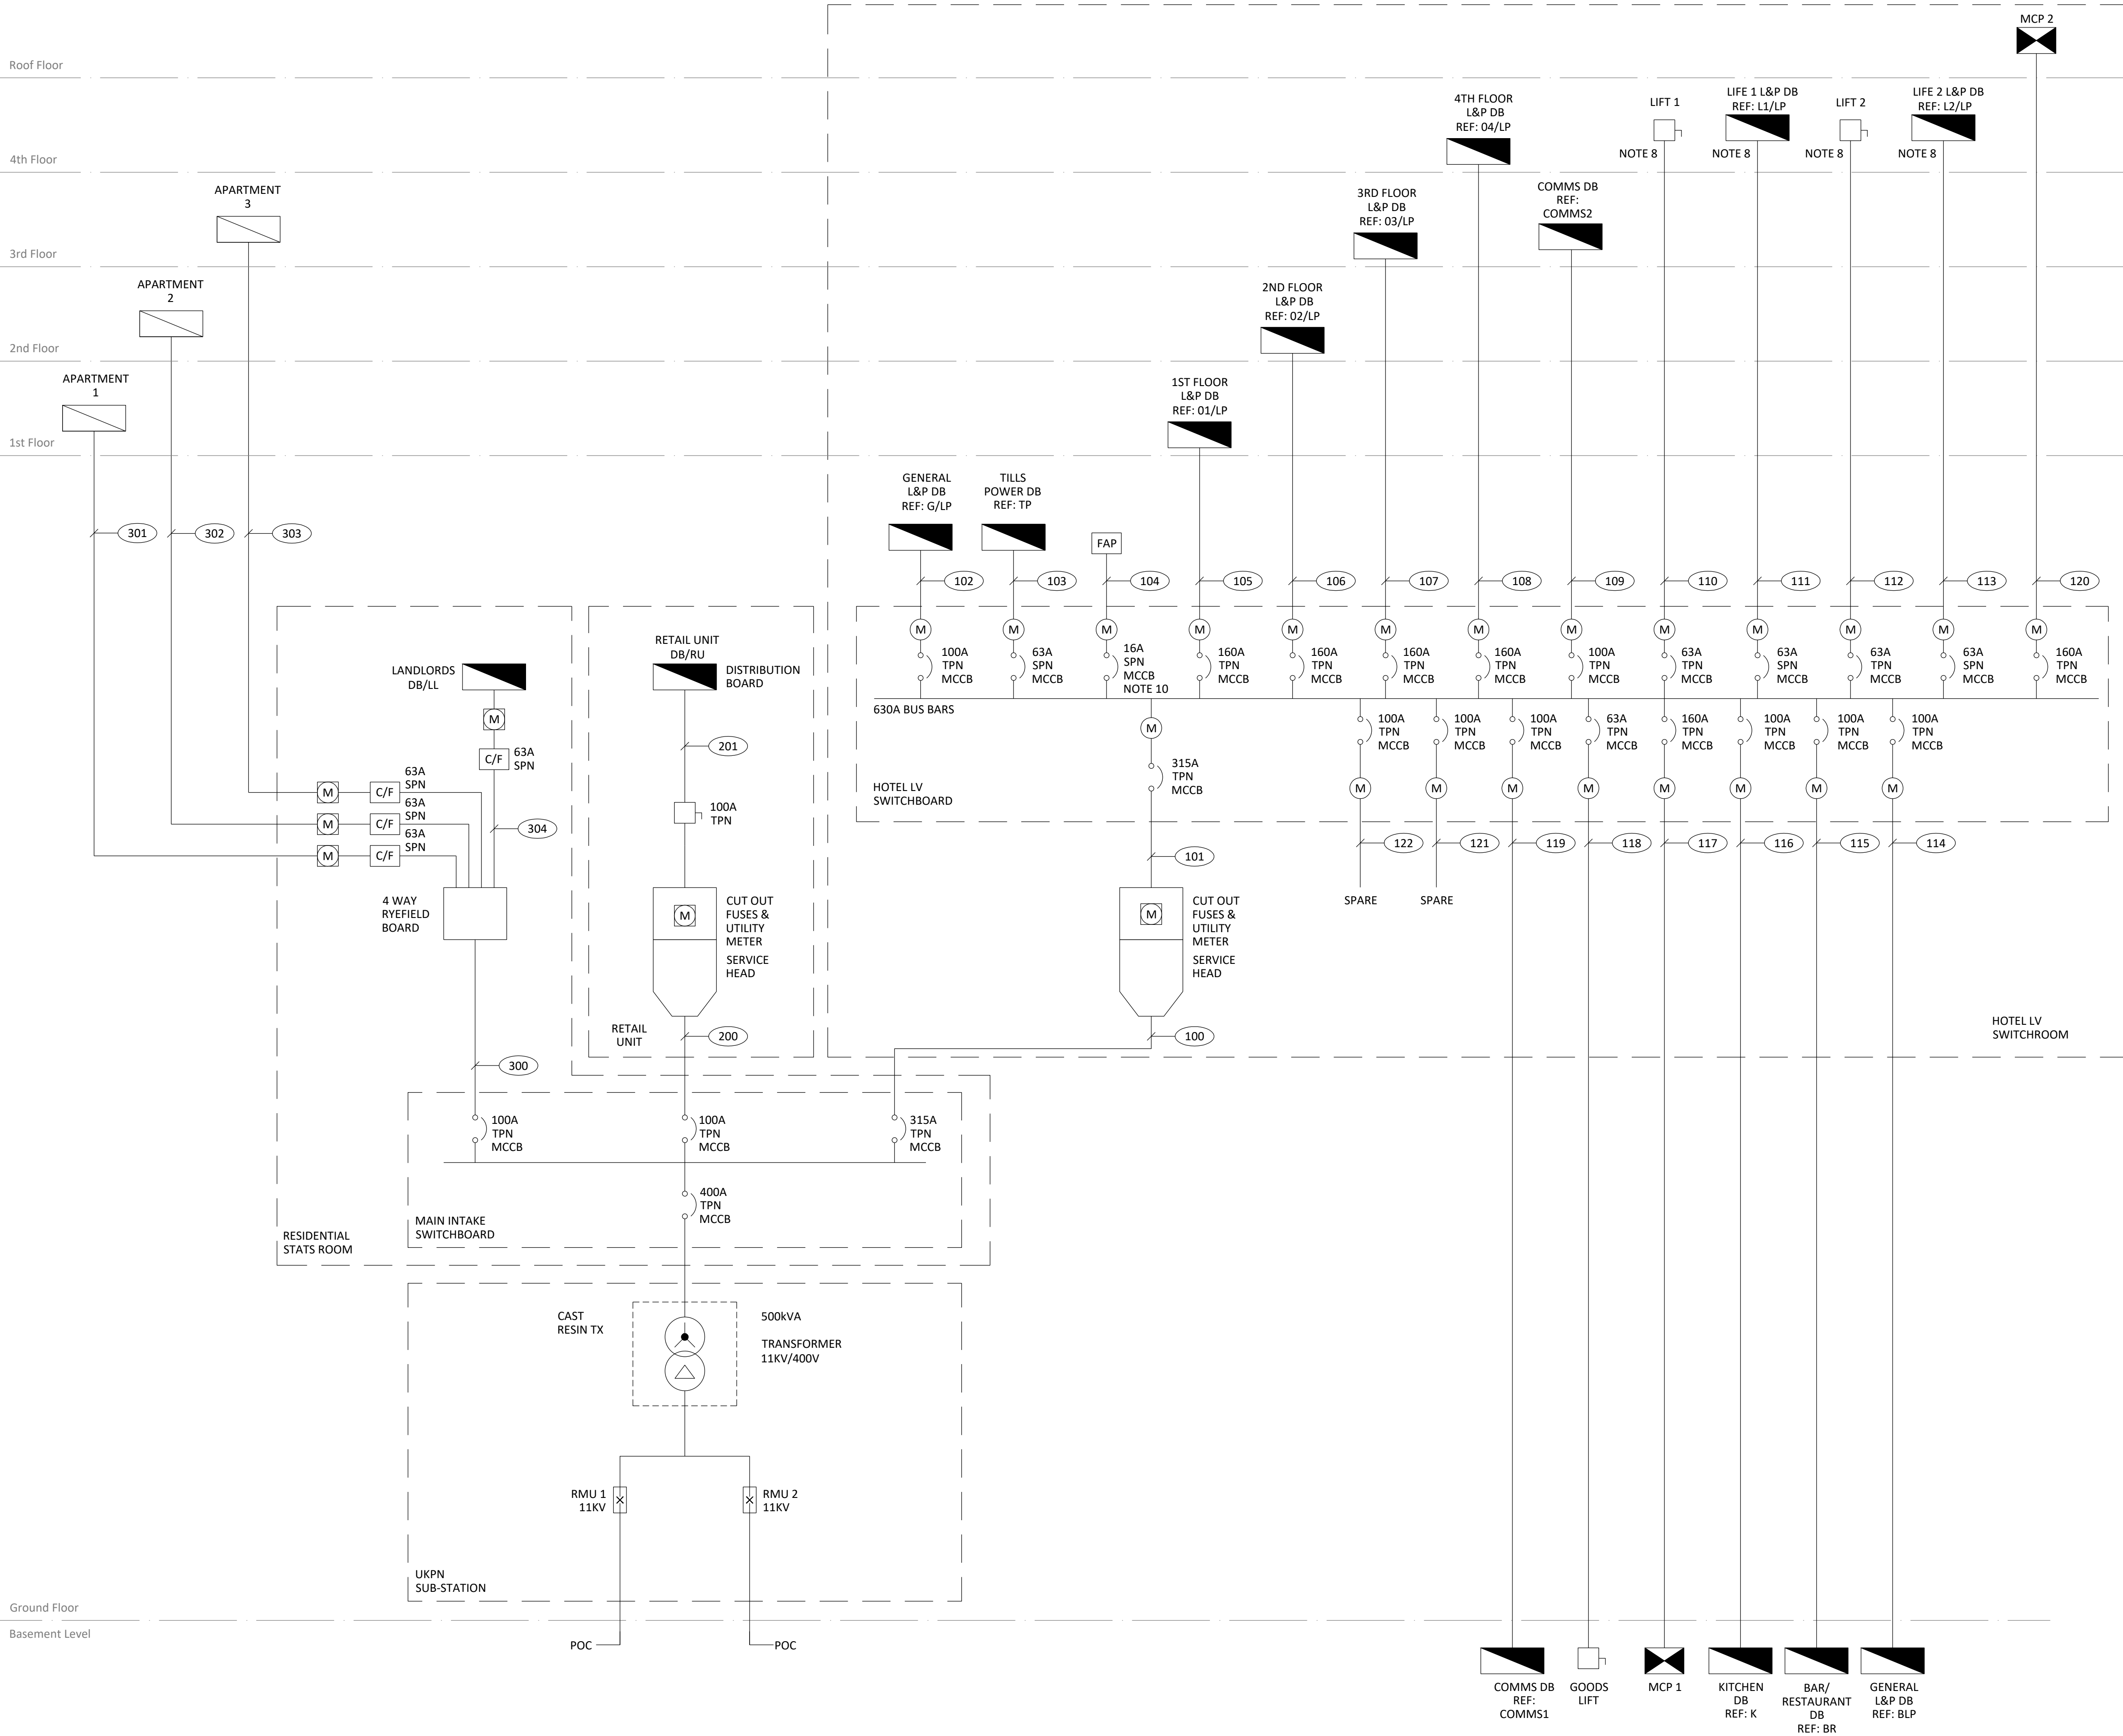 MCP 2
Roof Floor
4TH FLOOR
L&P DB
REF: 04/LP
LIFT 1
NOTE 8
LIFE 1 L&P DB
REF: L1/LP
NOTE 8
LIFT 2
NOTE 8
LIFE 2 L&P DB
REF: L2/LP
NOTE 8
4th Floor
APARTMENT
3
3RD FLOOR
L&P DB
REF: 03/LP
COMMS DB
REF:
COMMS2
3rd Floor
APARTMENT
2
2ND FLOOR
L&P DB
REF: 02/LP
2nd Floor
APARTMENT
1
1ST FLOOR
L&P DB
REF: 01/LP
1st Floor
GENERAL
L&P DB
REF: G/LP
TILLS
POWER DB
REF: TP
FAP
301
302
303
102
103
104
105
106
107
108
109
110
111
112
113
120
M
M
M
M
M
M
M
M
M
M
M
M
M
100A
TPN
MCCB
63A
SPN
MCCB
16A
SPN
MCCB
NOTE 10
160A
TPN
MCCB
160A
TPN
MCCB
160A
TPN
MCCB
160A
TPN
MCCB
100A
TPN
MCCB
63A
TPN
MCCB
63A
SPN
MCCB
63A
TPN
MCCB
63A
SPN
MCCB
160A
TPN
MCCB
630A BUS BARS
LANDLORDS
DB/LL
M
C/F
63A
SPN
RETAIL UNIT
DB/RU
DISTRIBUTION
BOARD
201
100A
TPN
M
315A
TPN
MCCB
HOTEL LV
SWITCHBOARD
100A
TPN
MCCB
100A
TPN
MCCB
100A
TPN
MCCB
63A
TPN
MCCB
160A
TPN
MCCB
100A
TPN
MCCB
100A
TPN
MCCB
100A
TPN
MCCB
M
M
M
M
M
M
M
M
M
C/F
63A
SPN
M
C/F
63A
SPN
M
C/F
63A
SPN
304
101
122
121
119
118
117
116
115
114
SPARE
SPARE
4 WAY
RYEFIELD
BOARD
M
CUT OUT
FUSES &
UTILITY
METER
SERVICE
HEAD
M
CUT OUT
FUSES &
UTILITY
METER
SERVICE
HEAD
RETAIL
UNIT
200
100
HOTEL LV
SWITCHROOM
300
100A
TPN
MCCB
100A
TPN
MCCB
315A
TPN
MCCB
400A
TPN
MCCB
MAIN INTAKE
SWITCHBOARD
RESIDENTIAL
STATS ROOM
CAST
RESIN TX
500kVA
TRANSFORMER
11KV/400V
RMU 1
11KV
RMU 2
11KV
UKPN
SUB-STATION
Ground Floor
Basement Level
POC
POC
COMMS DB
REF:
COMMS1
GOODS
LIFT
MCP 1
KITCHEN
DB
REF: K
BAR/
RESTAURANT
DB
REF: BR
GENERAL
L&P DB
REF: BLP